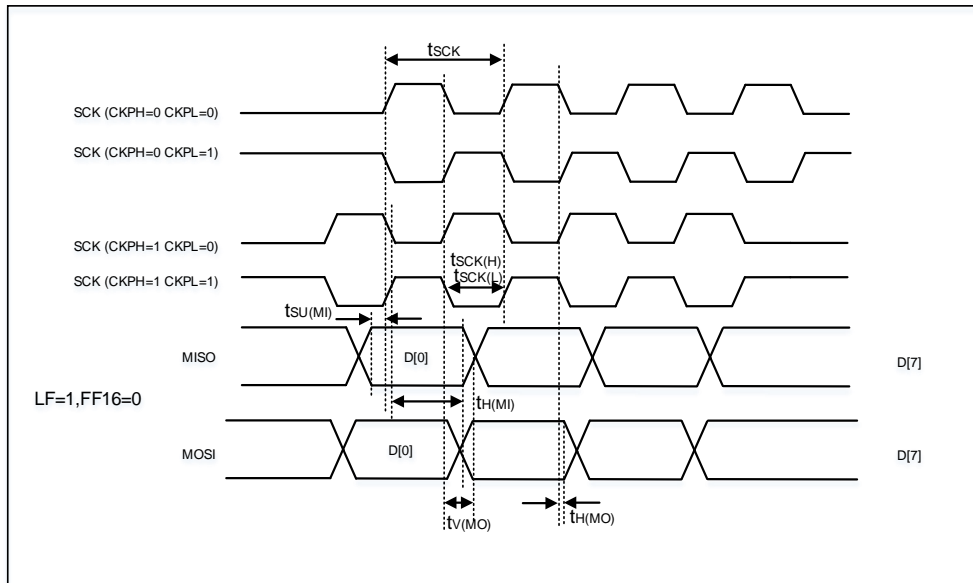 tSCK
SCK (CKPH=0 CKPL=0)
SCK (CKPH=0 CKPL=1)
SCK (CKPH=1 CKPL=0)
tSCK(H)
tSCK(L)
SCK (CKPH=1 CKPL=1)
tSU(MI)
MISO
D[0]
D[7]
LF=1,FF16=0
tH(MI)
MOSI
D[0]
D[7]
tV(MO)
tH(MO)